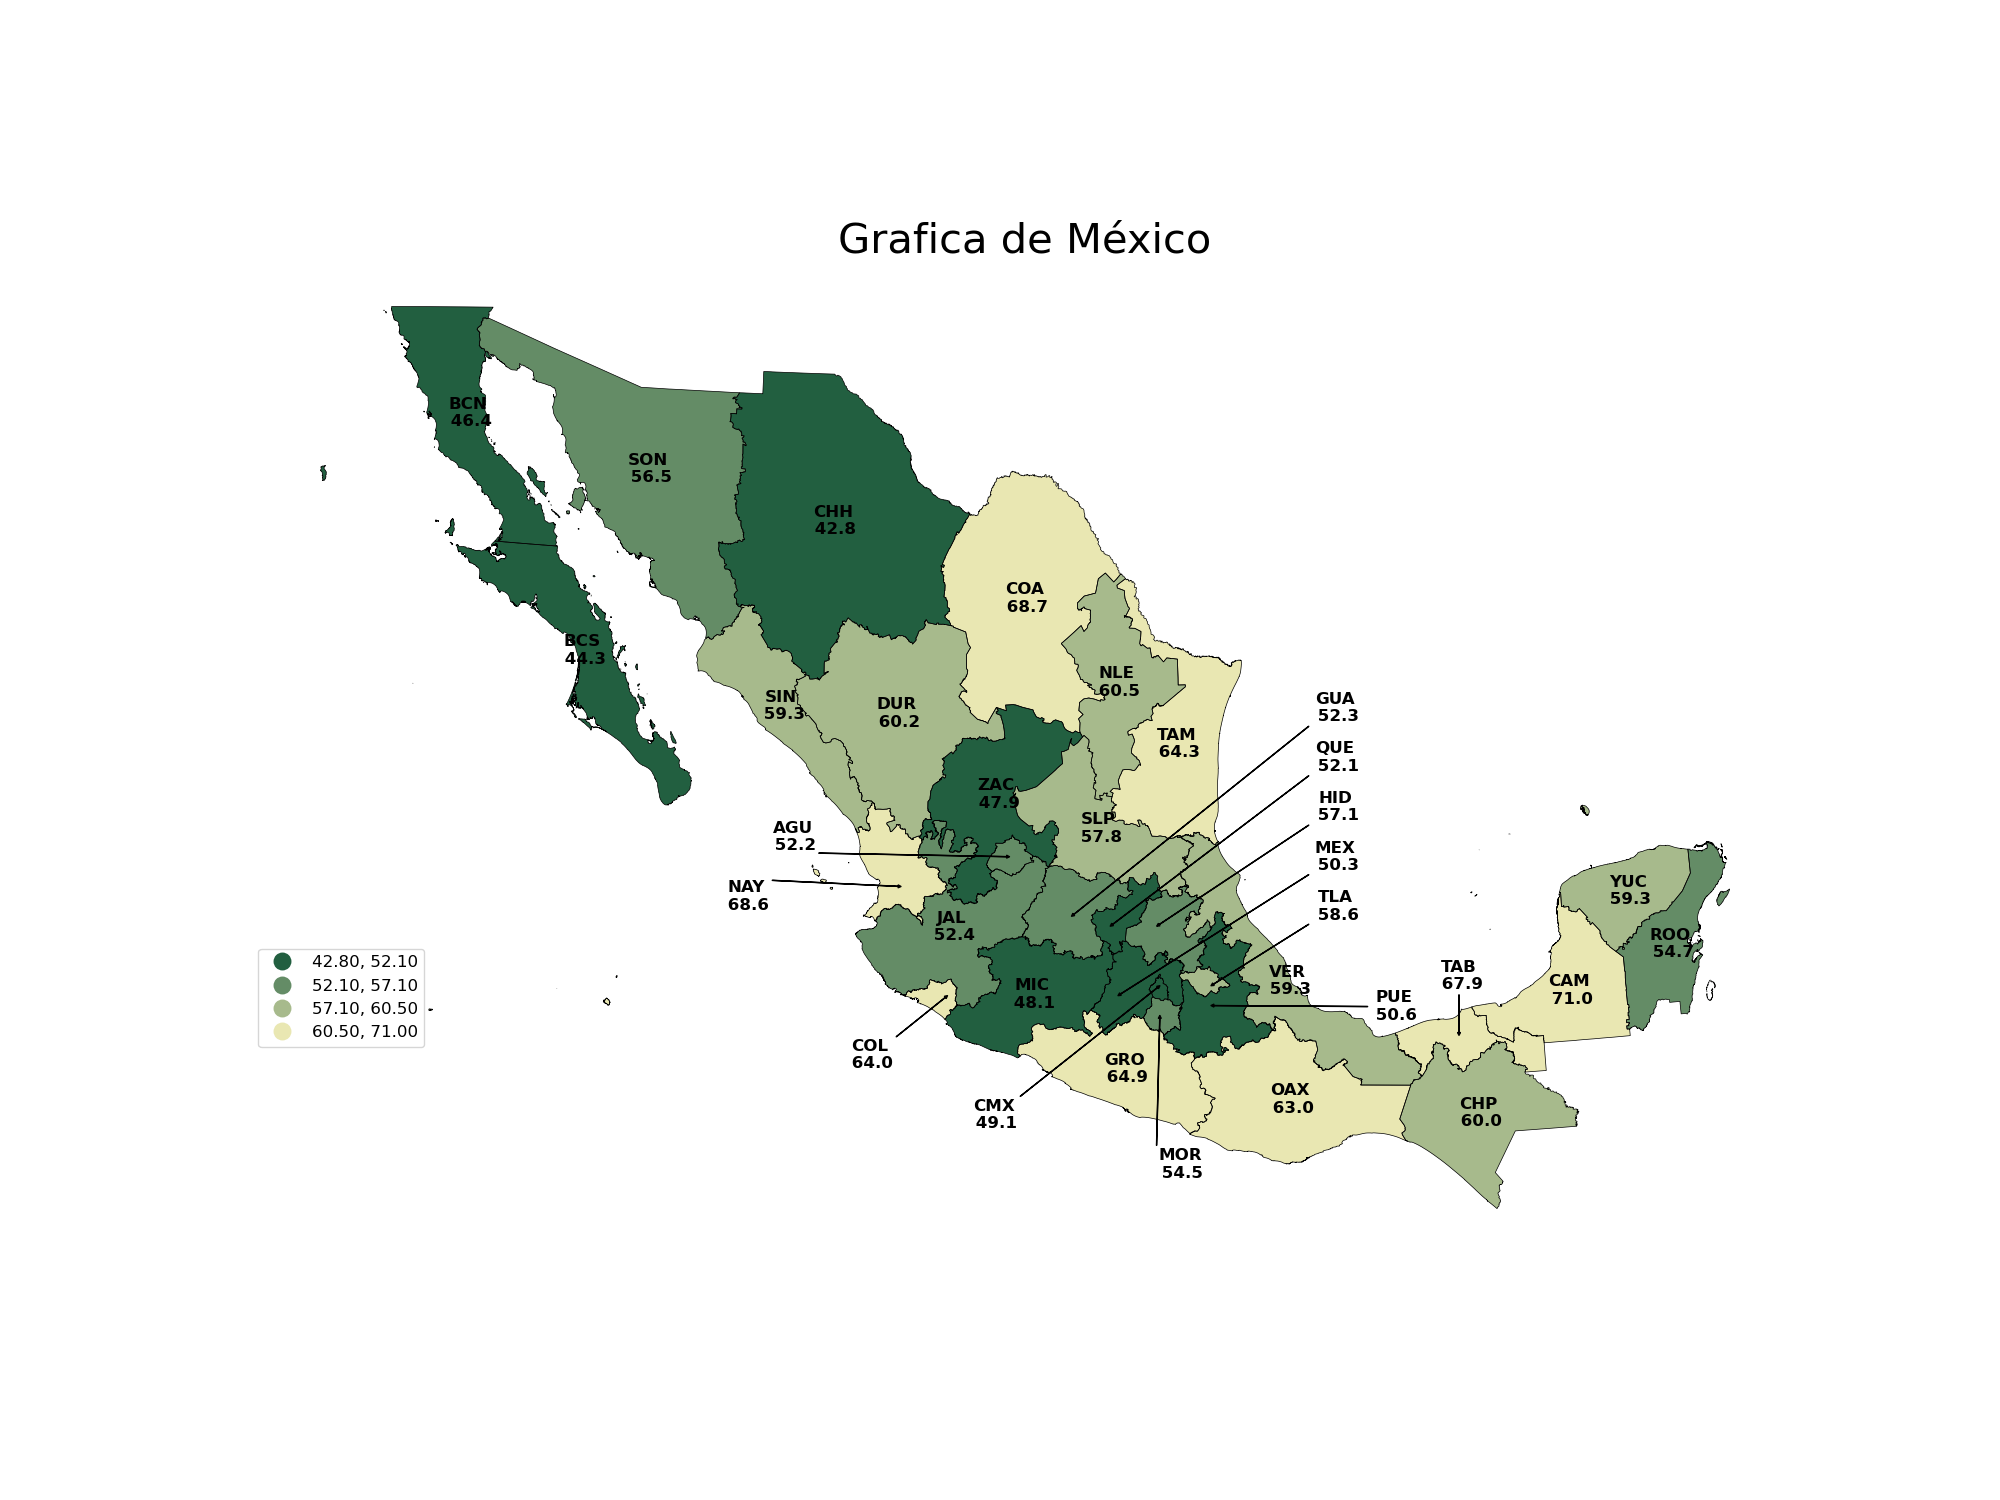 Grafica de México
BCN
46.4
SON
56.5
CHH
42.8
COA
68.7
BCS
44.3
NLE
60.5
SIN
59.3
DUR
60.2
TAM
64.3
GUA
52.3
QUE
52.1
ZAC
47.9
HID
57.1
SLP
57.8
AGU
52.2
MEX
50.3
NAY
68.6
TLA
58.6
YUC
59.3
JAL
52.4
ROO
54.7
VER
59.3
TAB
67.9
CAM
71.0
MIC
48.1
PUE
50.6
42.80, 52.10
52.10, 57.10
57.10, 60.50
60.50, 71.00
COL
64.0
GRO
64.9
OAX
63.0
CHP
60.0
CMX
49.1
MOR
54.5